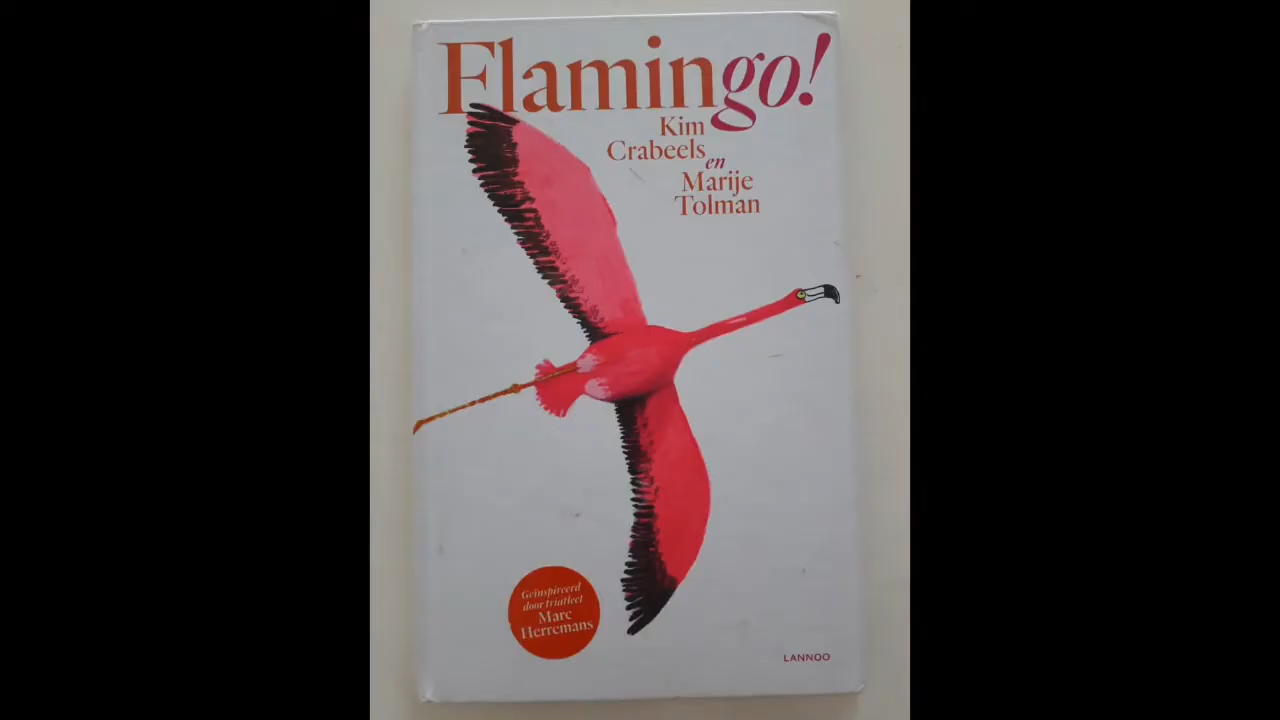 Flamingo!
Kim
Crabeels
en
Marije
Tolman
Geïnspireerd
door triatleet
Marc
Herremans
LANNOO